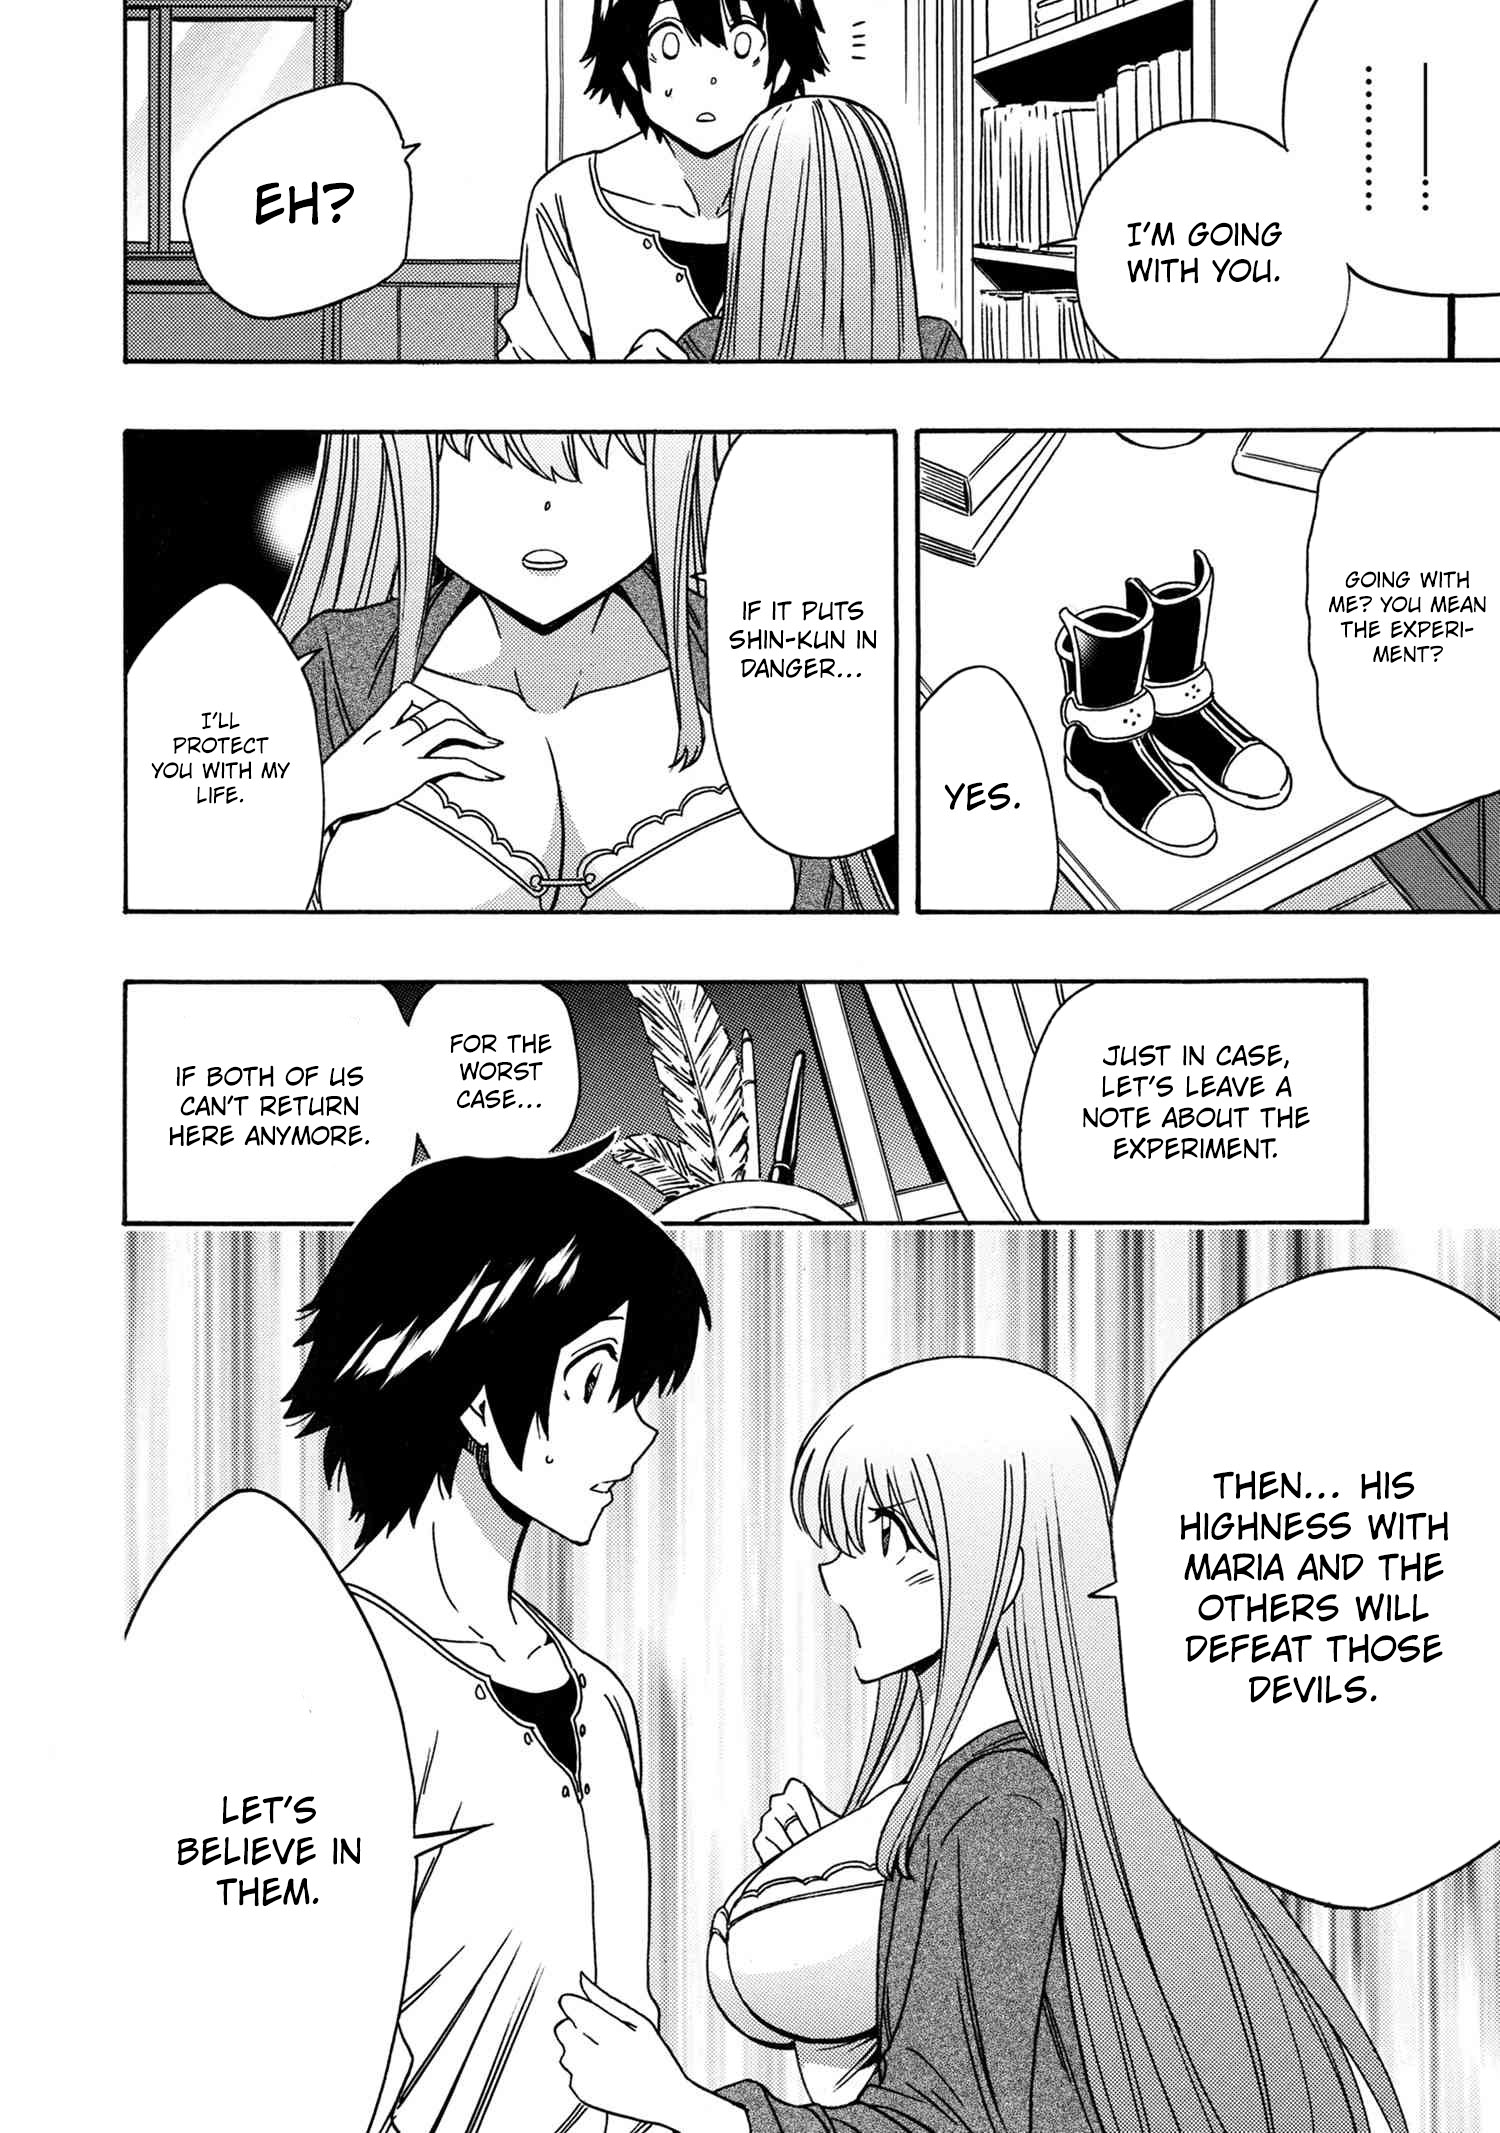 I'M GOING
WITH YOU.
EH?
GOING WITH
ME? YOU MEAN
THE EXPERI-
MENT?
YES.
IF IT PUTS
SHIN-KUN IN
DANGER...
I'LL
PROTECT
YOU WITH MY
LIFE.
JUST IN CASE,
LET'S LEAVE A
NOTE ABOUT THE
EXPERIMENT.
FOR THE
WORST
CASE...
IF BOTH OF US
CAN'T RETURN
HERE ANYMORE.
THEN... HIS
HIGHNESS WITH
MARIA AND THE
OTHERS WILL
DEFEAT THOSE
DEVILS.
LET'S
BELIEVE IN
THEM.